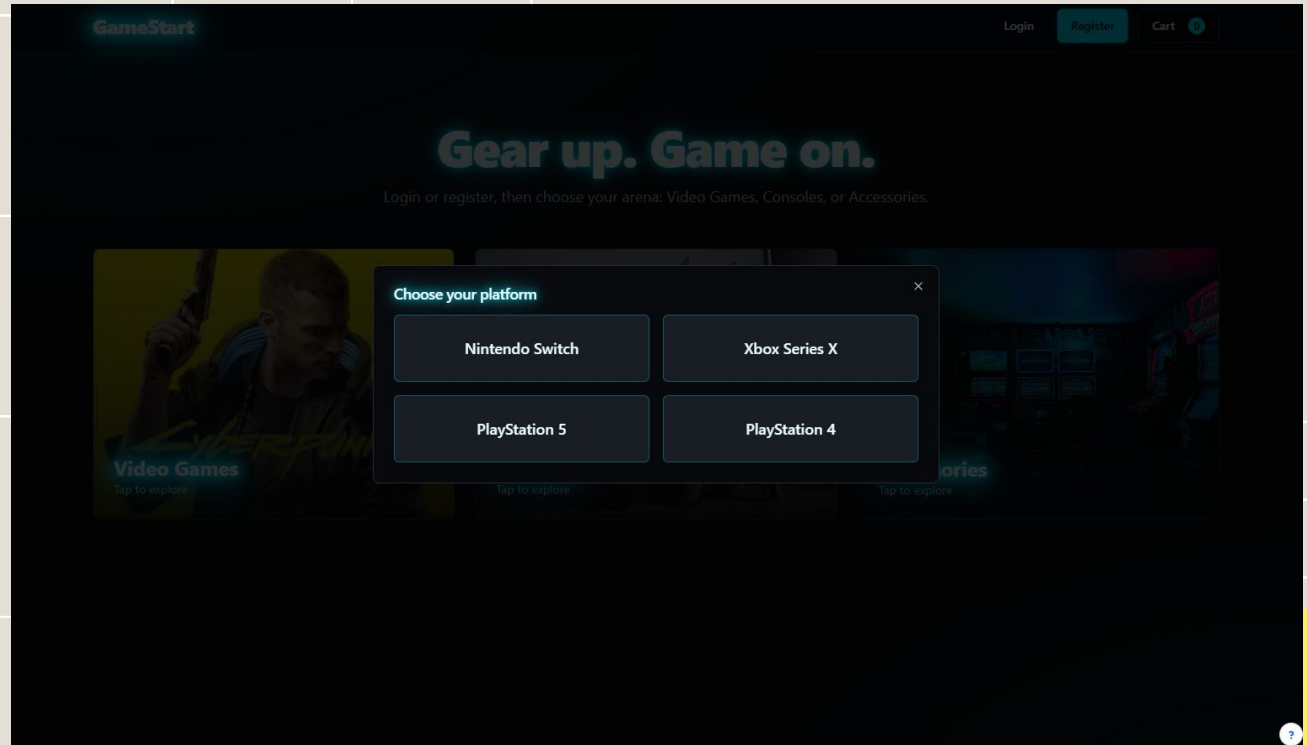 GameStart
Login
Register
Cart 0
Gear up. Game on.
Login or register, then choose your arena: Video Games, Consoles, or Accessories.
Choose your platform
×
Nintendo Switch
Xbox Series X
PlayStation 5
PlayStation 4
Video Games
Tap to explore
Tap to explore
ories
Tap to explore
?